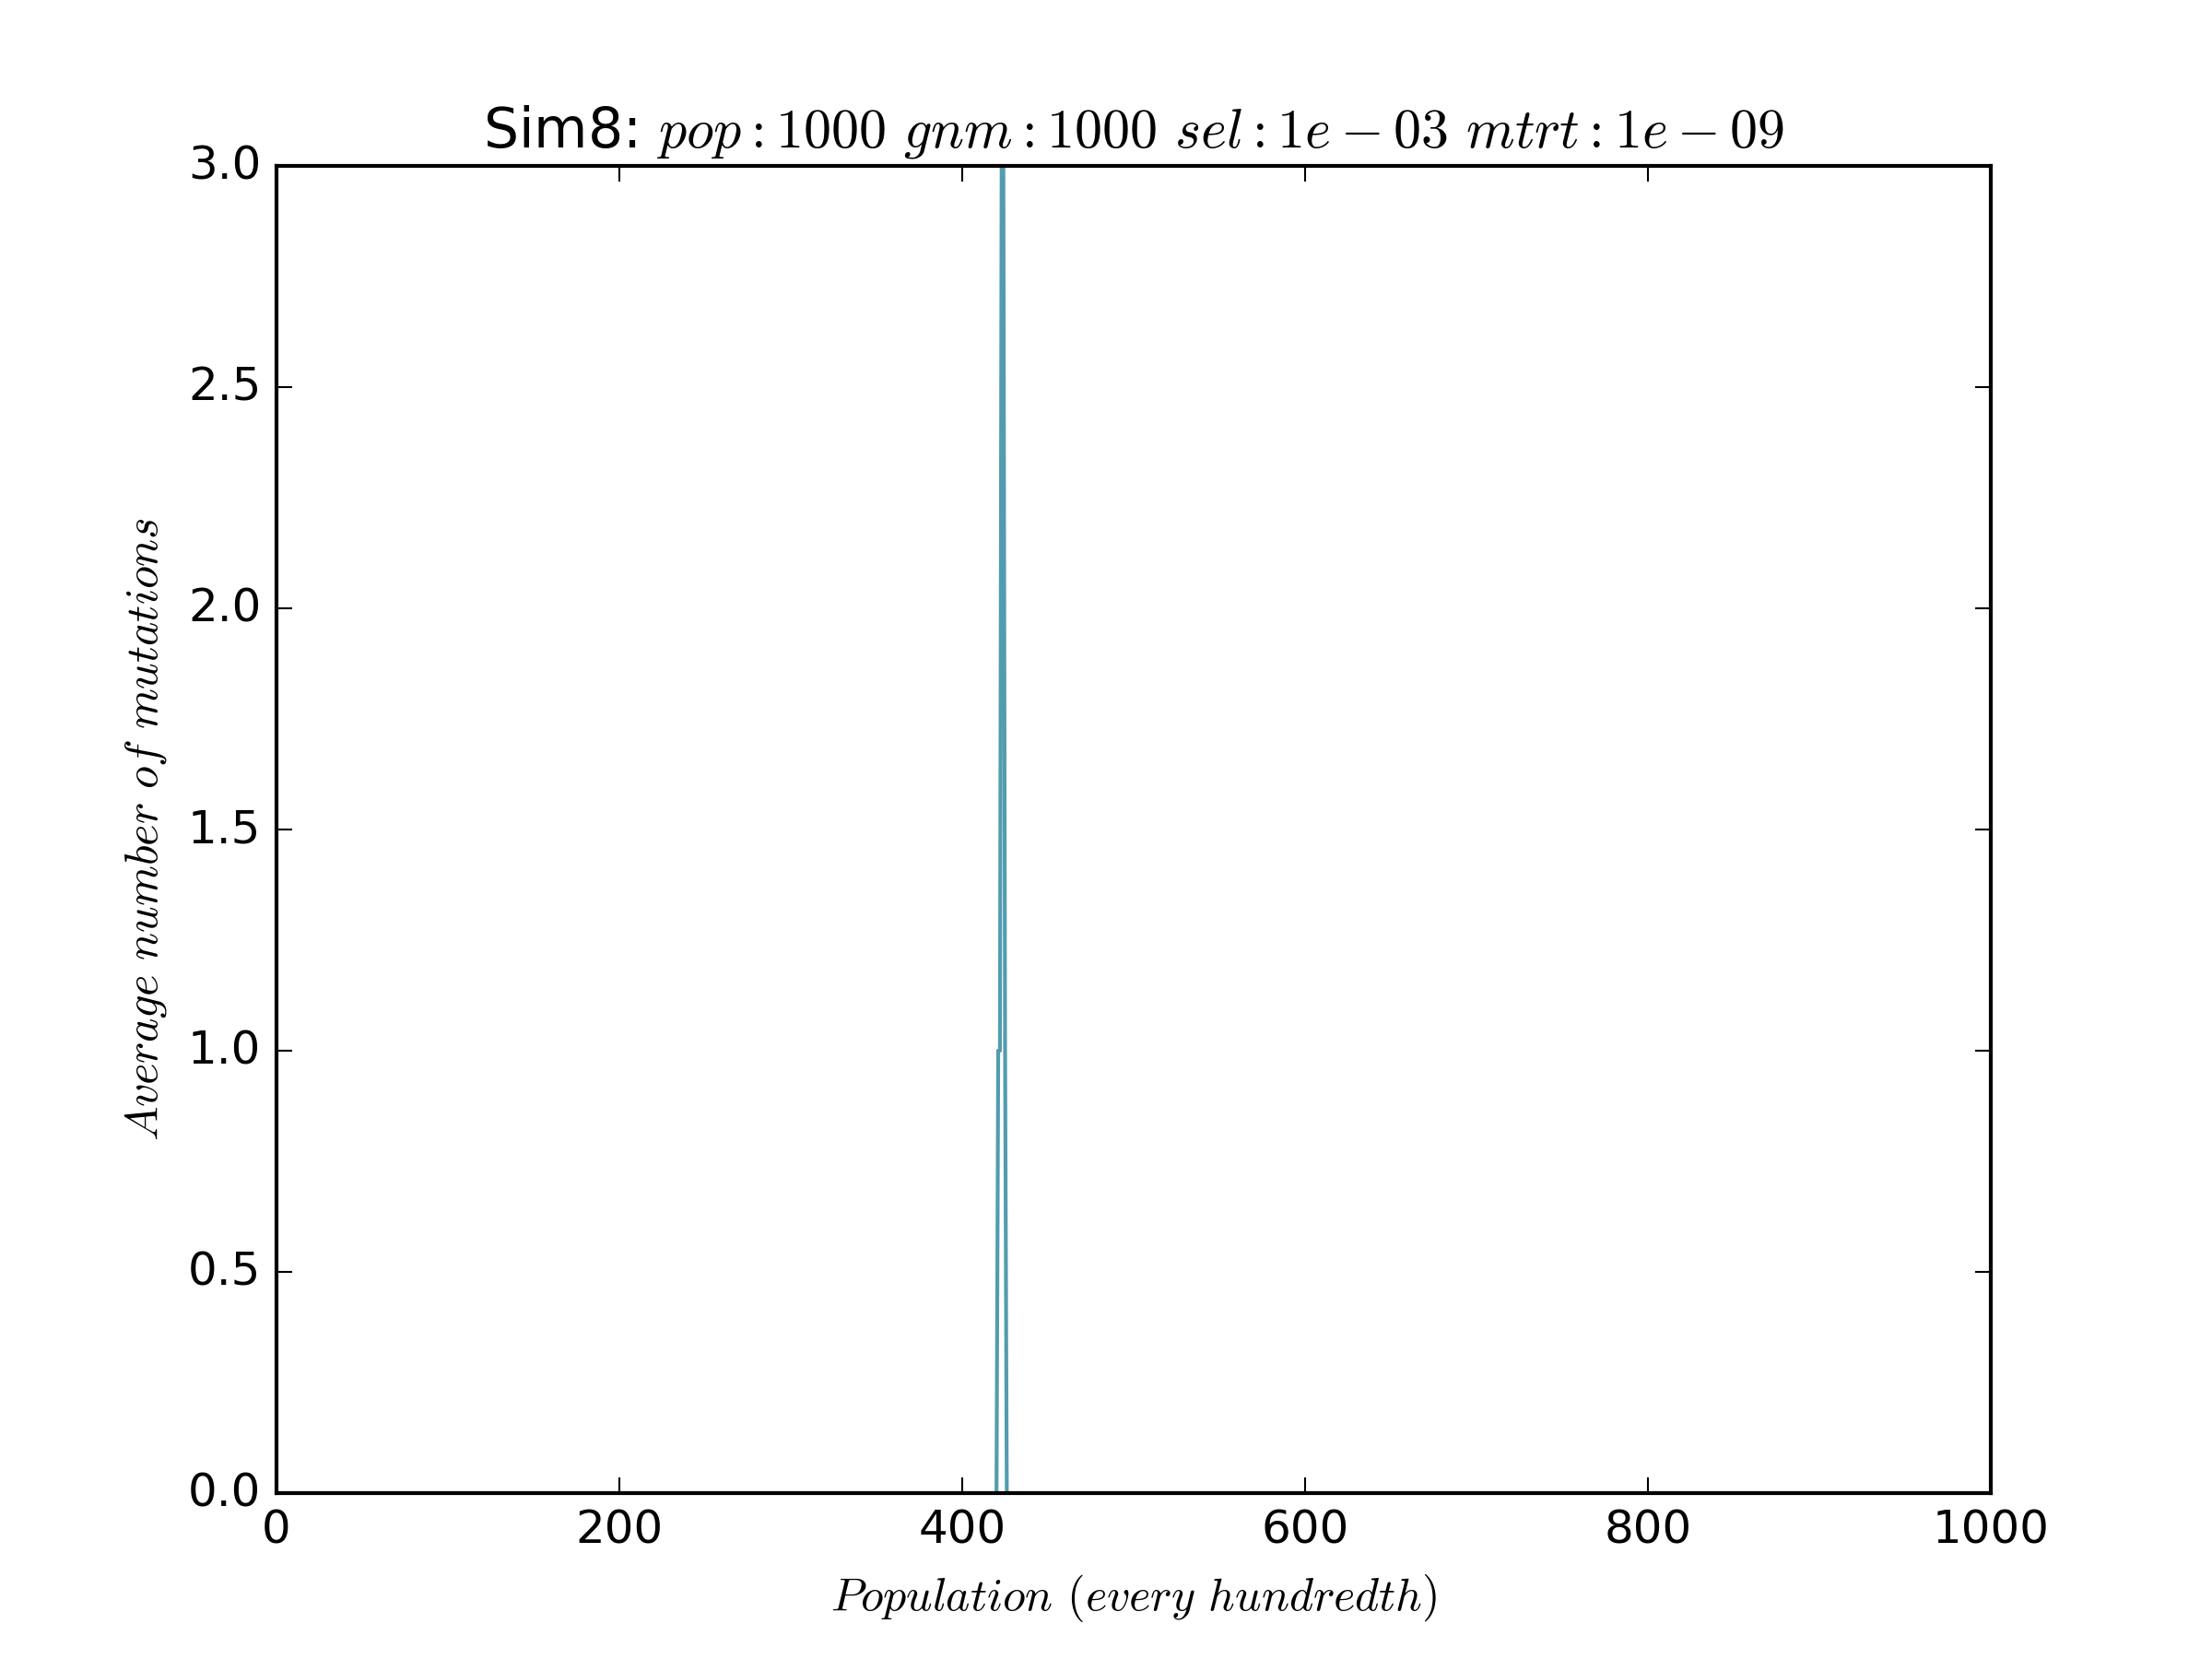 Sim8: pop : 1000 gnm : 1000 sel : 1e − 03 mtrt : 1e − 09
3.0
2.5
2.0
1.5
1.0
0.5
0.0
Average number of mutations
0 200 400 600 800 1000
Population (every hundredth)